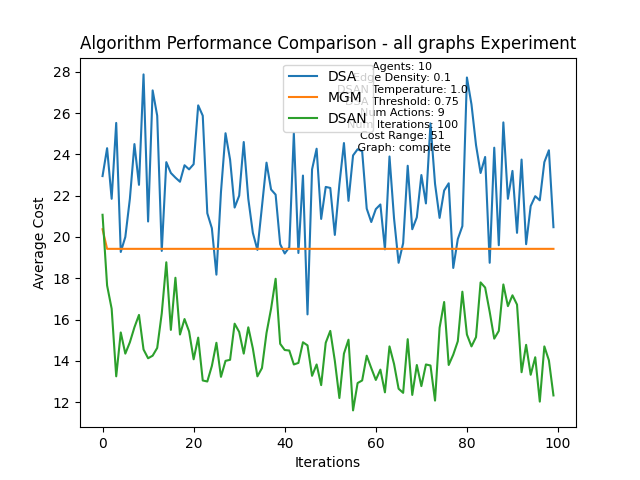 Algorithm Performance Comparison - all graphs Experiment
DSA
MGM
DSAN
Agents: 10
Edge Density: 0.1
DSAN Temperature: 1.0
DSA Threshold: 0.75
Num Actions: 9
Num Iterations: 100
Cost Range: 51
Graph: complete
28
26
24
22
20
18
16
14
12
Average Cost
0
20
40
60
80
100
Iterations